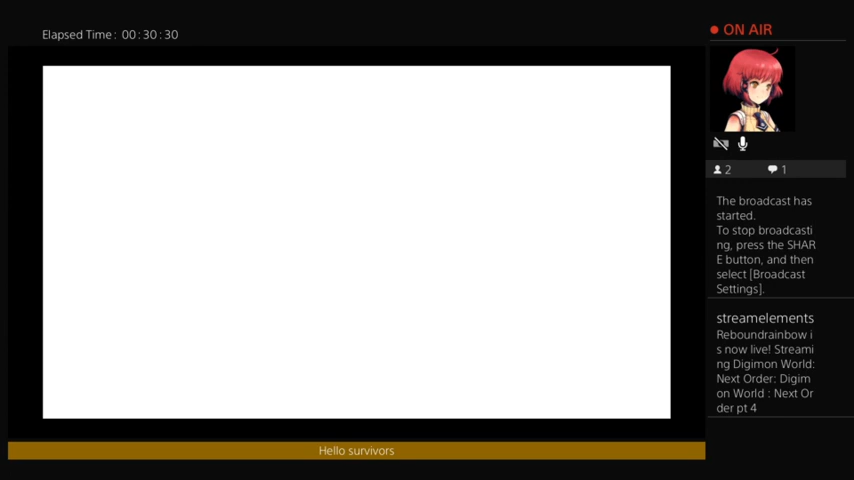 Elapsed Time: 00:30:30
ON AIR
2
1
The broadcast has
started.
To stop broadcasti
ng, press the SHAR
E button, and then
select [Broadcast
Settings].
streamelements
Reboundrainbow i
s now live! Streami
ng Digimon World:
Next Order: Digim
on World : Next Or
der pt 4
Hello survivors